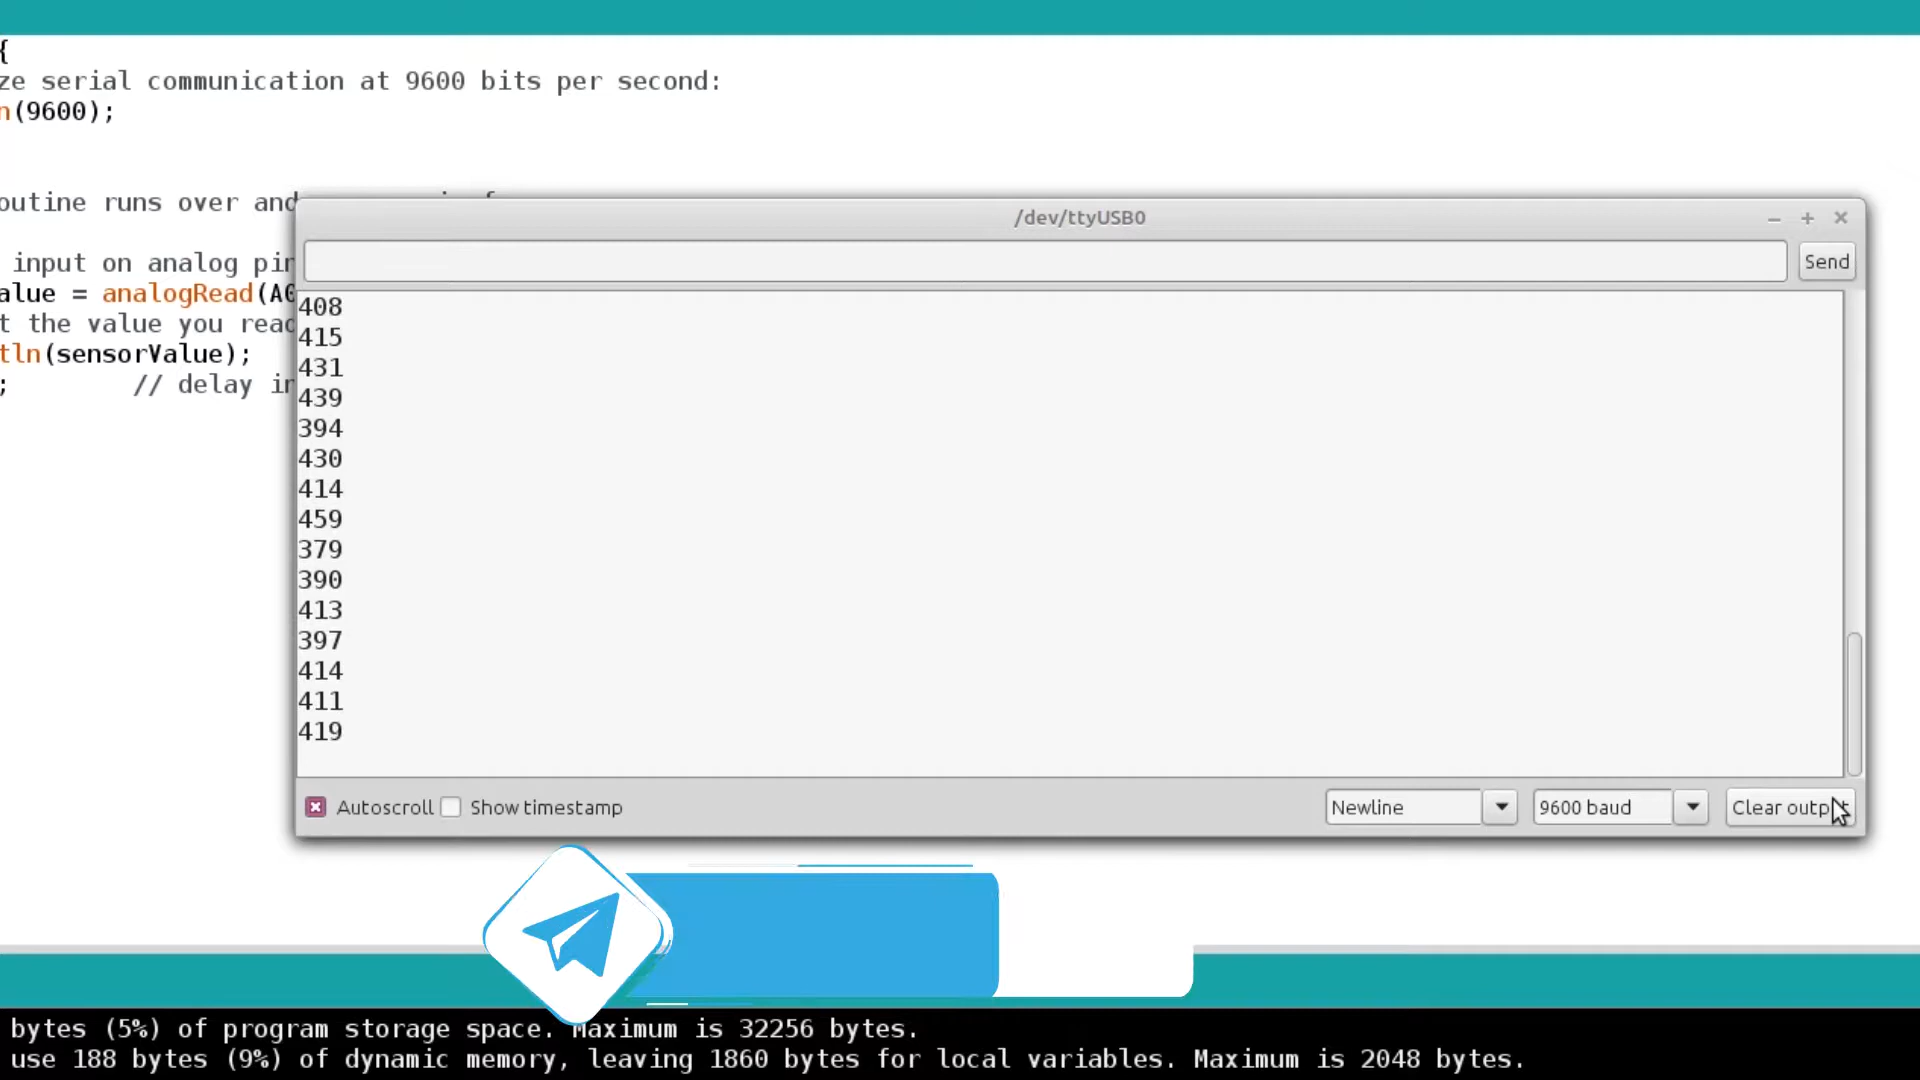 {
ze serial communication at 9600 bits per second:
n(9600);
outine runs over and
/dev/ttyUSB0
Send
input on analog pin
alue = analogRead(A0
t the value you read
tln(sensorValue);
; // delay in
408
415
431
439
394
430
414
459
379
390
413
397
414
411
419
Autoscroll
Show timestamp
Newline
9600 baud
Clear output
bytes (5%) of program storage space. Maximum is 32256 bytes.
use 188 bytes (9%) of dynamic memory, leaving 1860 bytes for local variables. Maximum is 2048 bytes.